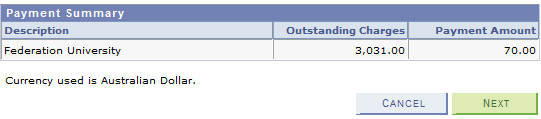 Payment Summary
Description Outstanding Charges Payment Amount
Federation University 3,031.00 70.00
Currency used is Australian Dollar.
CANCEL NEXT